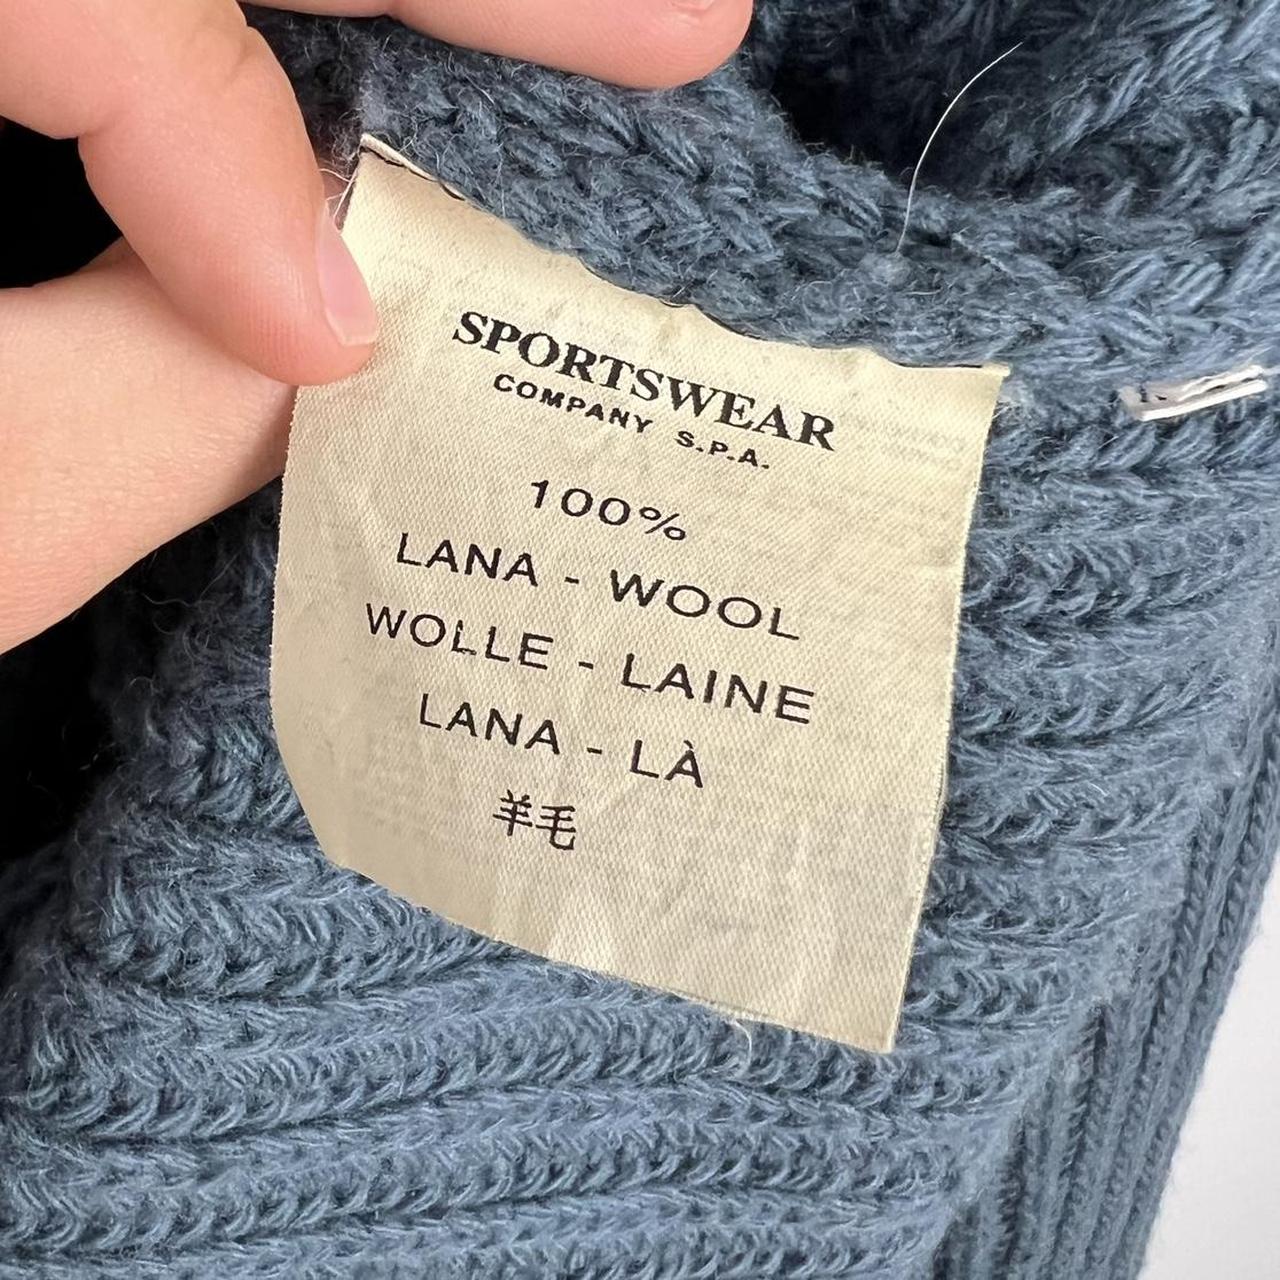 SPORTSWEAR
COMPANY S.P.A.
100%
LANA - WOOL
WOLLE - LAINE
LANA - LÀ
羊毛